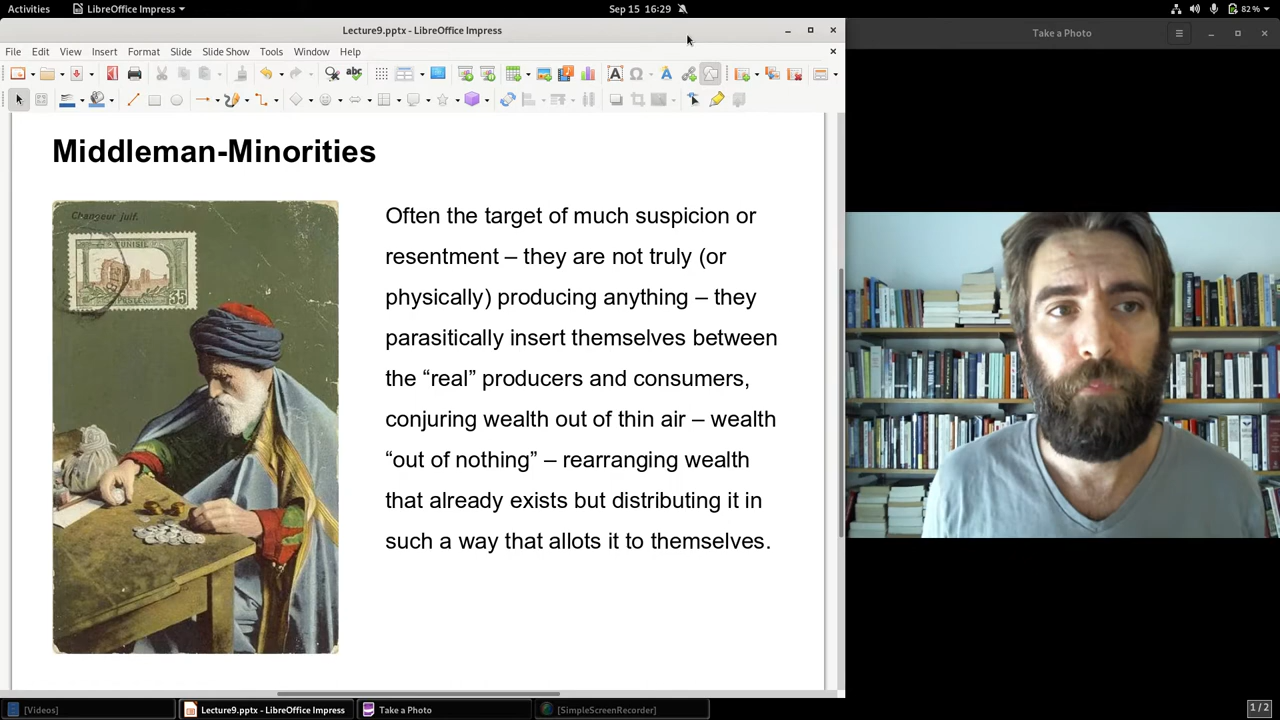 Activities
LibreOffice Impress
Sep 15 16:29
82 %
Lecture9.pptx - LibreOffice Impress
Take a Photo
File Edit View Insert Format Slide Slide Show Tools Window Help
abc
Middleman-Minorities
Changeur juif.
TUNISIE
POSTES
35
Often the target of much suspicion or
resentment – they are not truly (or
physically) producing anything – they
parasitically insert themselves between
the “real” producers and consumers,
conjuring wealth out of thin air – wealth
“out of nothing” – rearranging wealth
that already exists but distributing it in
such a way that allots it to themselves.
[Videos]
Lecture9.pptx - LibreOffice Impress
Take a Photo
[SimpleScreenRecorder]
1 / 2